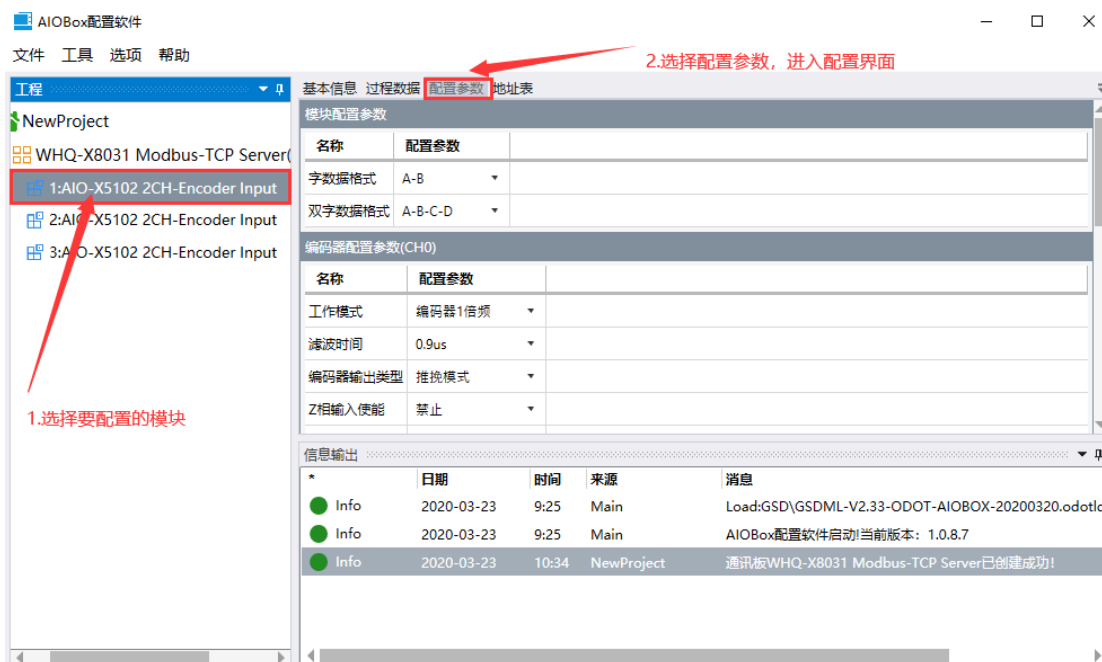 AIOBox配置软件
文件 工具 选项 帮助
2.选择配置参数，进入配置界面
工程
基本信息 过程数据 配置参数 地址表
NewProject
WHQ-X8031 Modbus-TCP Server(
1:AIO-X5102 2CH-Encoder Input
2:AIO-X5102 2CH-Encoder Input
3:AIO-X5102 2CH-Encoder Input
1.选择要配置的模块
模块配置参数
名称 配置参数
字数据格式 A-B
双字数据格式 A-B-C-D
编码器配置参数(CH0)
名称 配置参数
工作模式 编码器1倍频
滤波时间 0.9us
编码器输出类型 推挽模式
Z相输入使能 禁止
信息输出
* 日期 时间 来源 消息
Info 2020-03-23 9:25 Main Load:GSD\GSDML-V2.33-ODOT-AIOBOX-20200320.odotlc
Info 2020-03-23 9:25 Main AIOBox配置软件启动!当前版本：1.0.8.7
Info 2020-03-23 10:34 NewProject 通讯板WHQ-X8031 Modbus-TCP Server已创建成功!